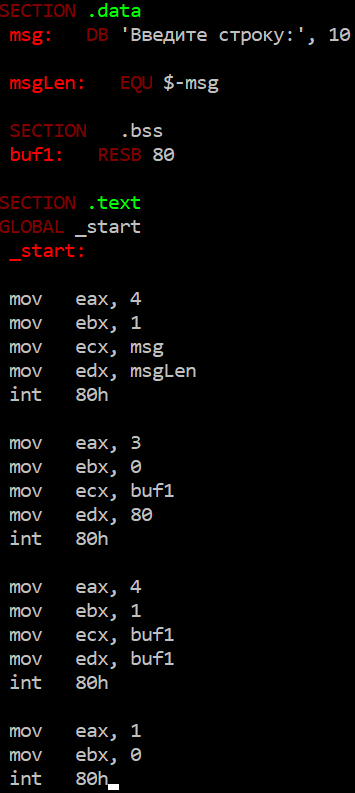 SECTION .data
msg: DB 'Введите строку:', 10
msgLen: EQU $-msg
SECTION .bss
buf1: RESB 80
SECTION .text
GLOBAL _start
_start:
mov eax, 4
mov ebx, 1
mov ecx, msg
mov edx, msgLen
int 80h
mov eax, 3
mov ebx, 0
mov ecx, buf1
mov edx, 80
int 80h
mov eax, 4
mov ebx, 1
mov ecx, buf1
mov edx, buf1
int 80h
mov eax, 1
mov ebx, 0
int 80h